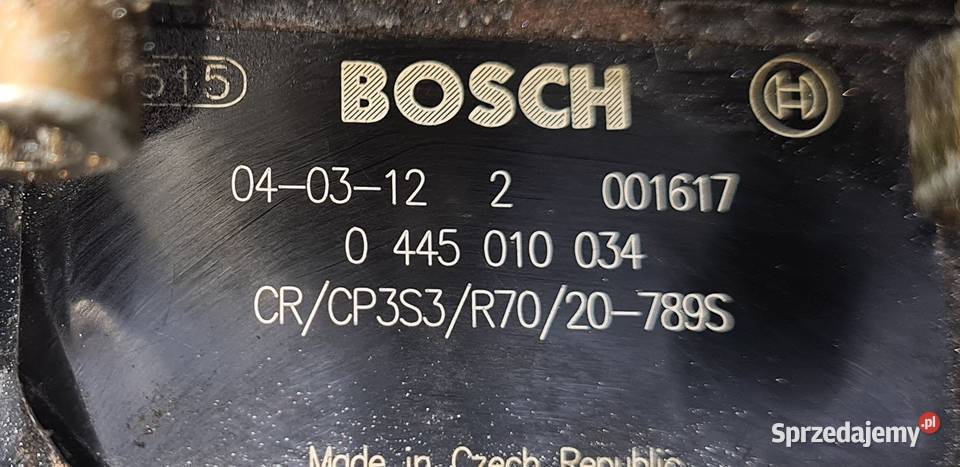 515
BOSCH
04-03-12 2 001617
0 445 010 034
CR/CP3S3/R70/20-789S
Made in Czech Republic
Sprzedajemy.pl